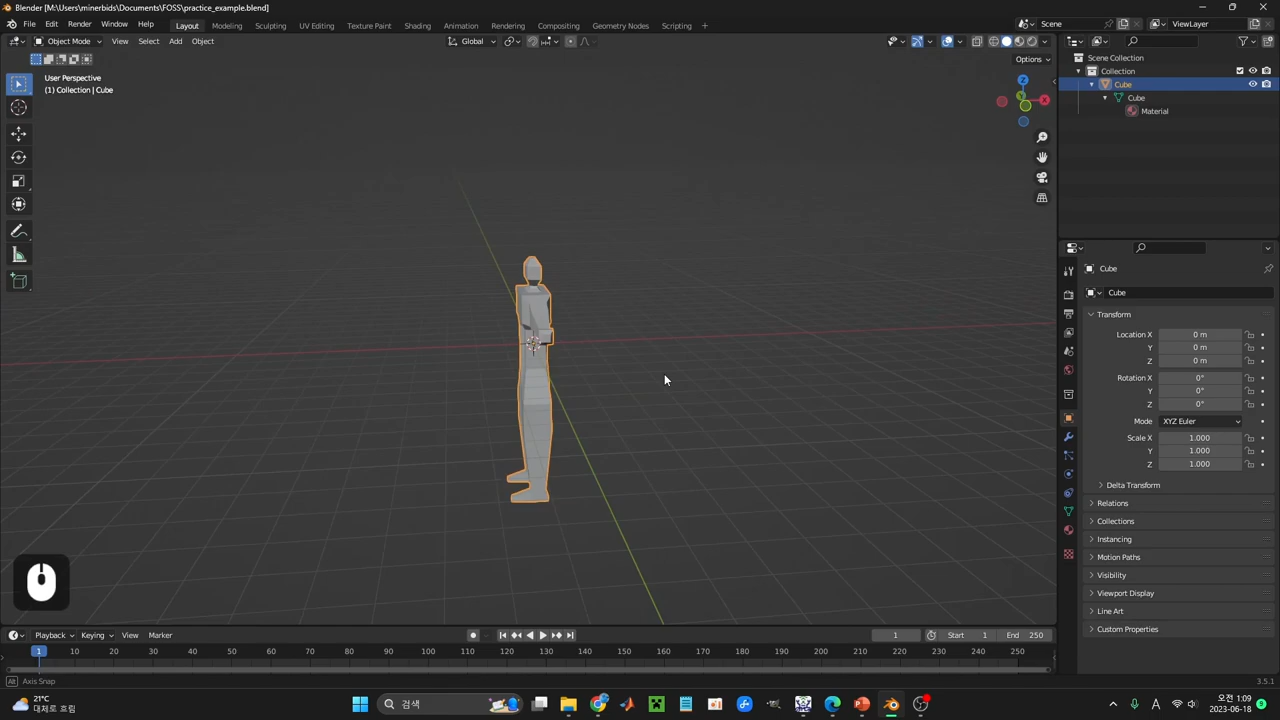 Blender [M:\Users\minerbids\Documents\FOSS\practice_example.blend]
File Edit Render Window Help Layout Modeling Sculpting UV Editing Texture Paint Shading Animation Rendering Compositing Geometry Nodes Scripting + Scene ViewLayer
Object Mode View Select Add Object Global
Options
User Perspective
(1) Collection | Cube
Z
X
Y
Scene Collection
Collection
Cube
Cube
Material
Cube
Cube
Transform
Location X 0 m
Y 0 m
Z 0 m
Rotation X 0°
Y 0°
Z 0°
Mode XYZ Euler
Scale X 1.000
Y 1.000
Z 1.000
Delta Transform
Relations
Collections
Instancing
Motion Paths
Visibility
Viewport Display
Line Art
Custom Properties
Playback Keying View Marker 1 Start 1 End 250
1 10 20 30 40 50 60 70 80 90 100 110 120 130 140 150 160 170 180 190 200 210 220 230 240 250
Alt Axis Snap 3.5.1
21°C
대체로 흐림
검색
A
오전 1:09
2023-06-18